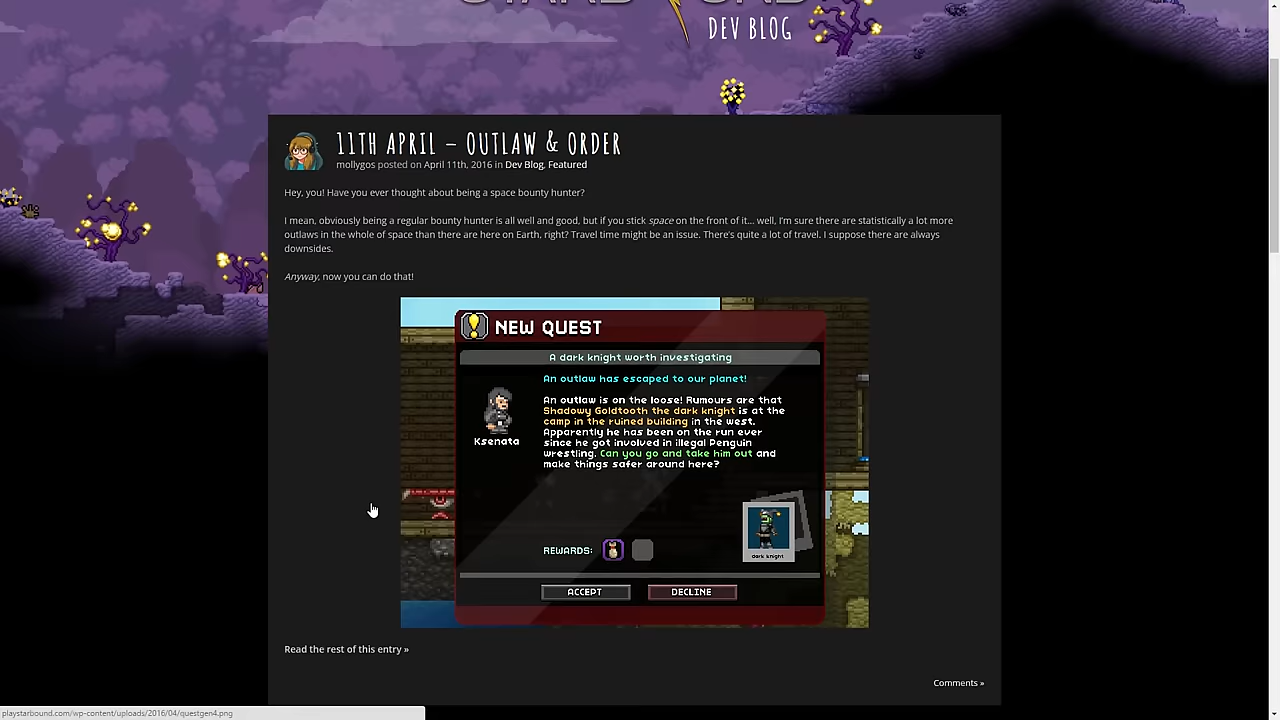 DEV BLOG
11TH APRIL – OUTLAW & ORDER
mollygos posted on April 11th, 2016 in Dev Blog, Featured
Hey, you! Have you ever thought about being a space bounty hunter?
I mean, obviously being a regular bounty hunter is all well and good, but if you stick space on the front of it... well, I'm sure there are statistically a lot more
outlaws in the whole of space than there are here on Earth, right? Travel time might be an issue. There's quite a lot of travel. I suppose there are always
downsides.
Anyway, now you can do that!
NEW QUEST
A dark knight worth investigating
An outlaw has escaped to our planet!
An outlaw is on the loose! Rumours are that
Shadowy Goldtooth the dark knight is at the
camp in the ruined building in the west.
Apparently he has been on the run ever
since he got involved in illegal Penguin
wrestling. Can you go and take him out and
make things safer around here?
Ksenata
REWARDS:
dark knight
ACCEPT
DECLINE
Read the rest of this entry »
Comments »
playstarbound.com/wp-content/uploads/2016/04/questgen4.png